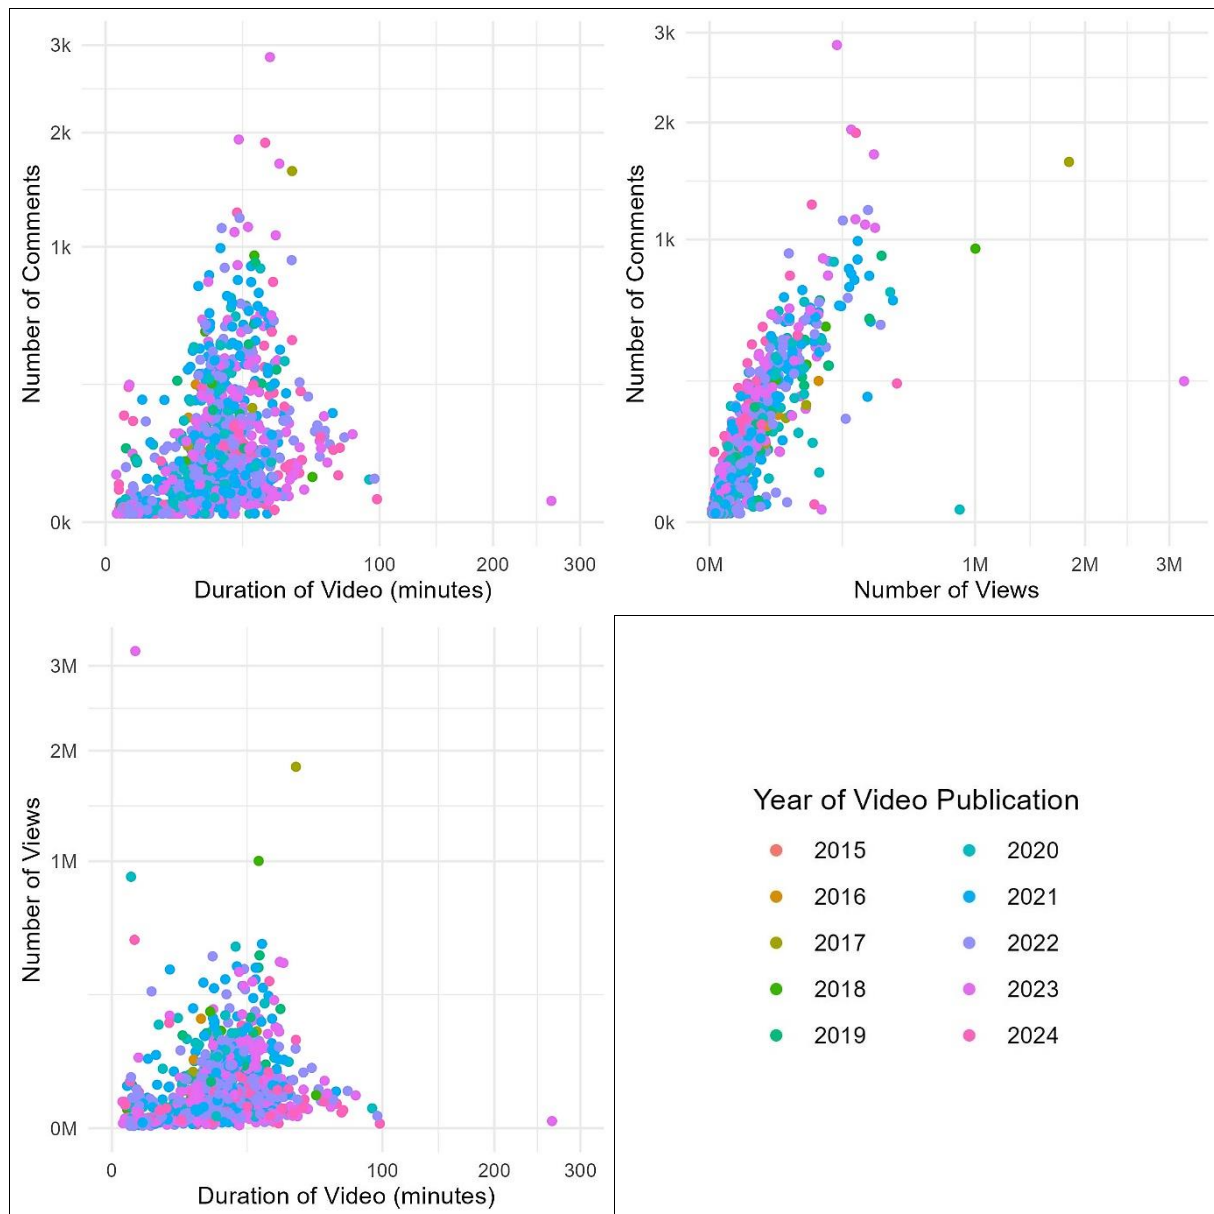 3k
2k
1k
0k
Number of Comments
0
100
200
300
Duration of Video (minutes)
3k
2k
1k
0k
Number of Comments
0M
1M
2M
3M
Number of Views
3M
2M
1M
0M
Number of Views
0
100
200
300
Duration of Video (minutes)
Year of Video Publication
2015
2016
2017
2018
2019
2020
2021
2022
2023
2024